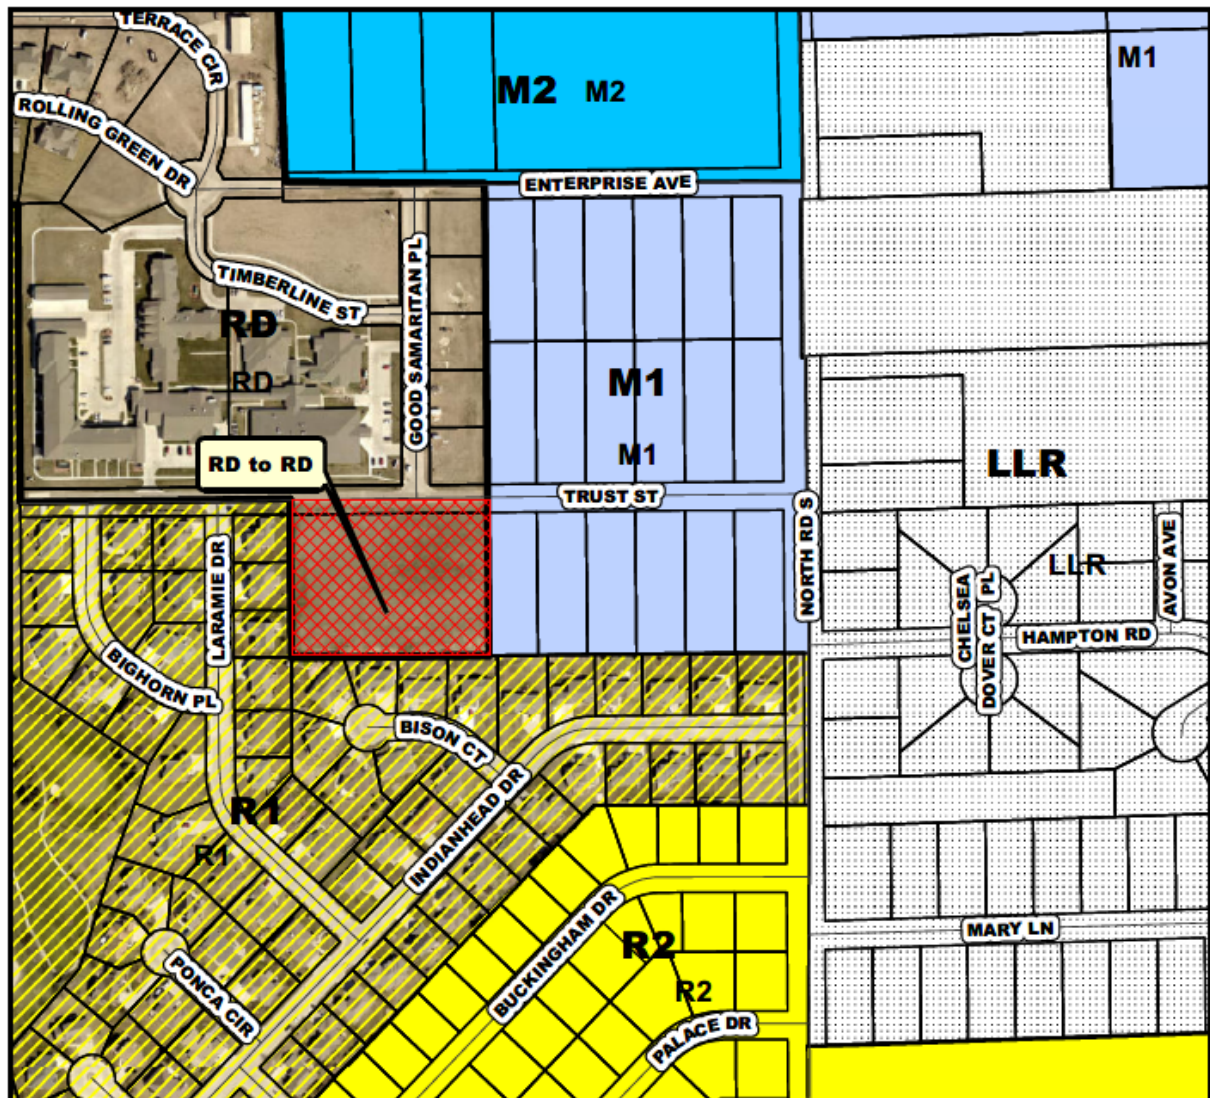 TERRACE CIR
M2 M2
M1
ROLLING GREEN DR
ENTERPRISE AVE
TIMBERLINE ST
GOOD SAMARITAN PL
RD
RD
M1
M1
RD to RD
LLR
TRUST ST
NORTH RD S
LARAMIE DR
LLR
AVON AVE
CHELSEA PL
DOVER CT
HAMPTON RD
BIGHORN PL
BISON CT
INDIANHEAD DR
R1
R1
BUCKINGHAM DR
R2
R2
MARY LN
PONCA CIR
PALACE DR